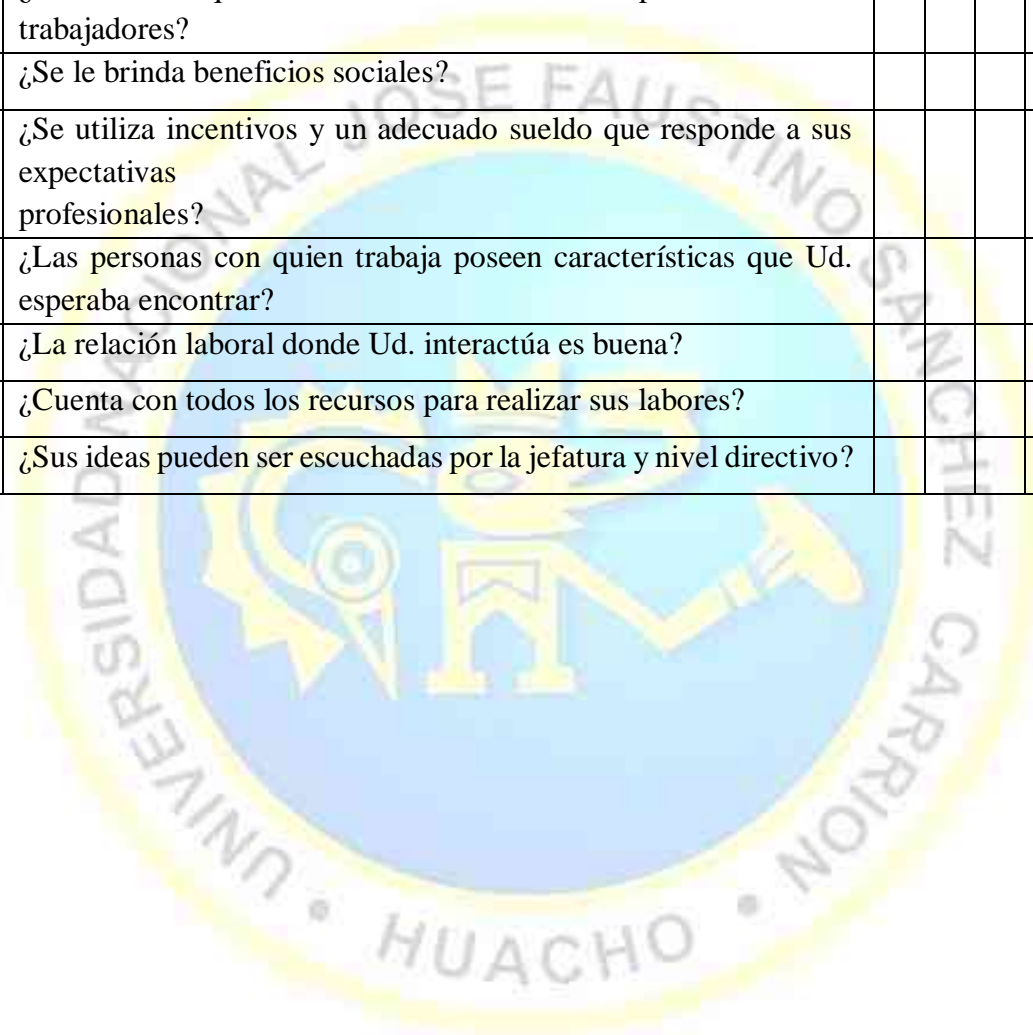 trabajadores?
¿Se le brinda beneficios sociales?
¿Se utiliza incentivos y un adecuado sueldo que responde a sus
expectativas
profesionales?
¿Las personas con quien trabaja poseen características que Ud.
esperaba encontrar?
¿La relación laboral donde Ud. interactúa es buena?
¿Cuenta con todos los recursos para realizar sus labores?
¿Sus ideas pueden ser escuchadas por la jefatura y nivel directivo?
UNIVERSIDAD NACIONAL JOSE FAUSTINO SANCHEZ CARRION
• HUACHO •